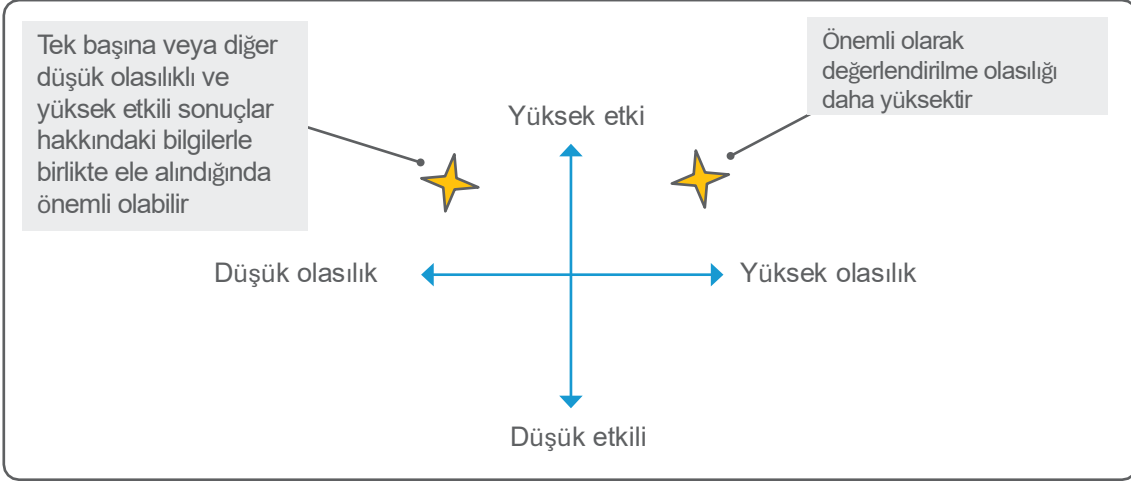 Tek başına veya diğer
düşük olasılıklı ve
yüksek etkili sonuçlar
hakkındaki bilgilerle
birlikte ele alındığında
önemli olabilir
Önemli olarak
değerlendirilme olasılığı
daha yüksektir
Yüksek etki
Düşük olasılık
Yüksek olasılık
Düşük etkili